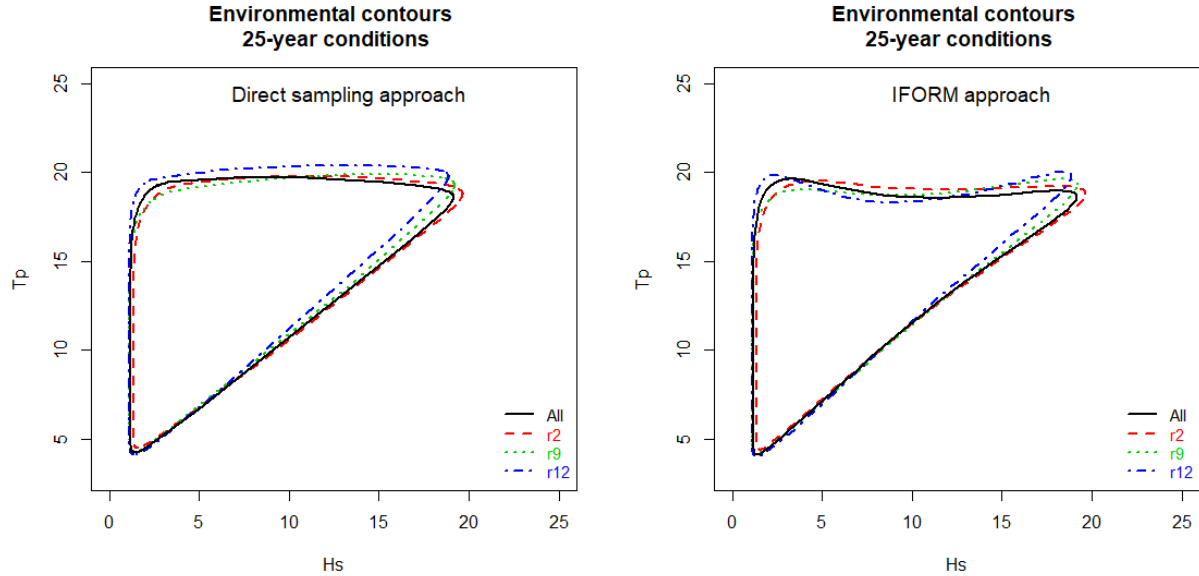 Environmental contours
25-year conditions
Direct sampling approach
25
20
15
10
5
Tp
0 5 10 15 20 25
Hs
All
r2
r9
r12
Environmental contours
25-year conditions
IFORM approach
25
20
15
10
5
Tp
0 5 10 15 20 25
Hs
All
r2
r9
r12